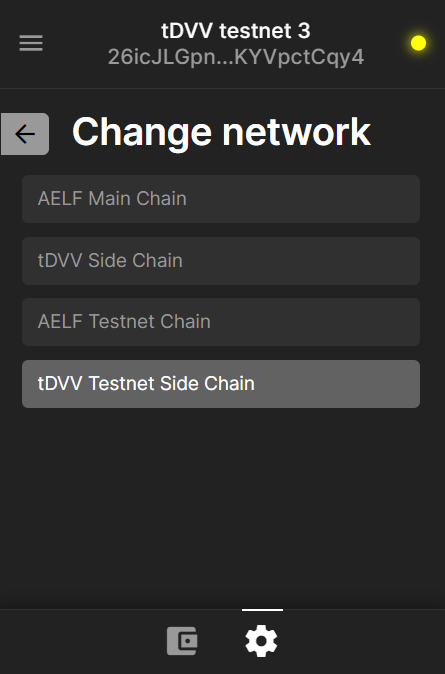 tDVV testnet 3
26icJLGpn...KYVpctCqy4
Change network
AELF Main Chain
tDVV Side Chain
AELF Testnet Chain
tDVV Testnet Side Chain